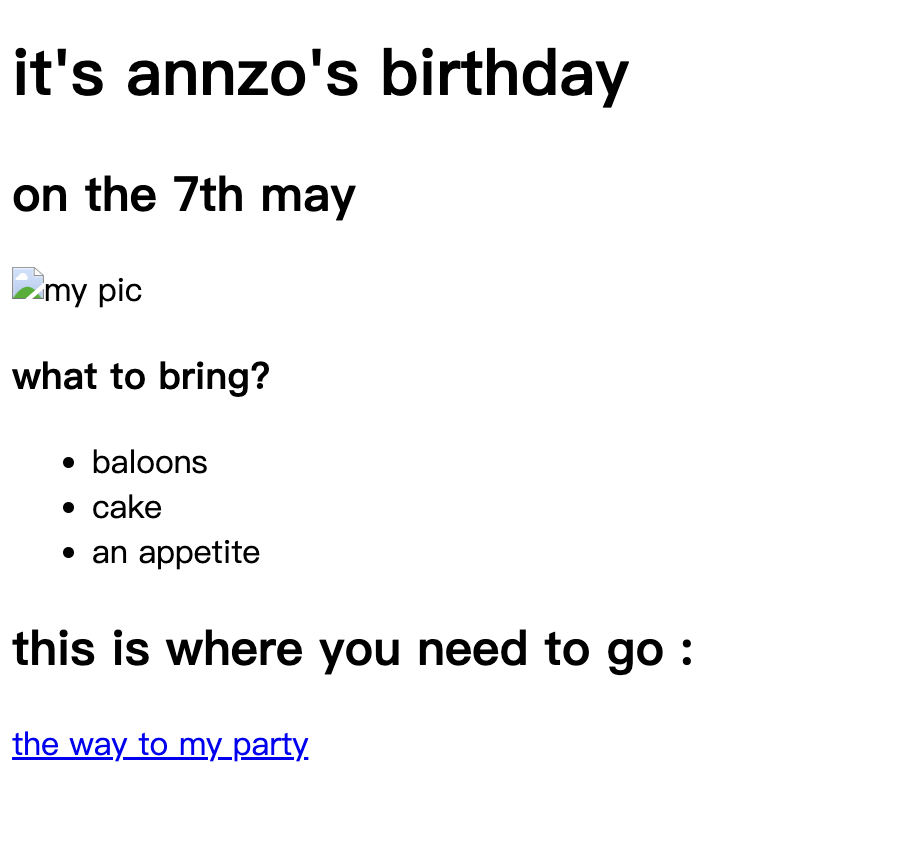 it's annzo's birthday
on the 7th may
my pic
what to bring?
baloons
cake
an appetite
this is where you need to go :
the way to my party